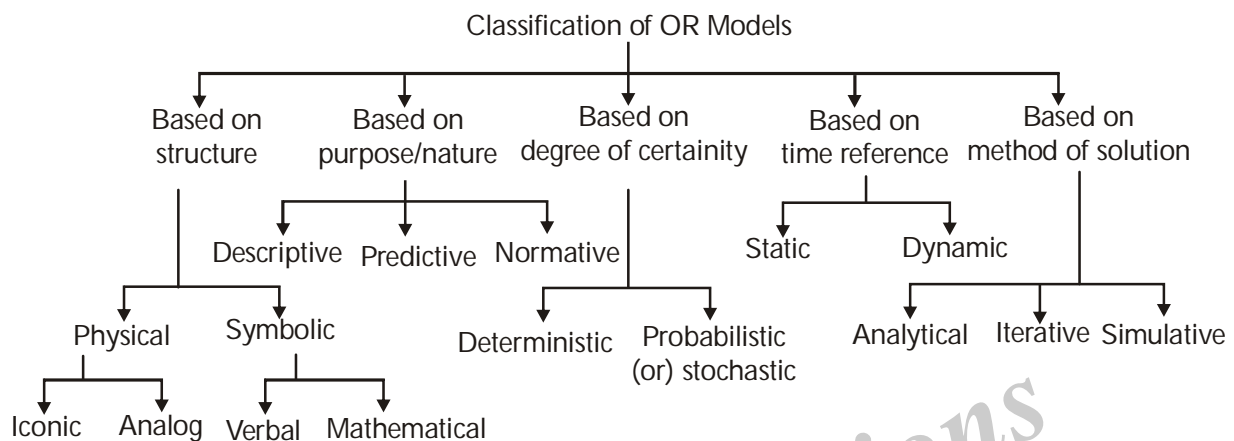 Classification of OR Models
Based on
structure
Based on
purpose/nature
Based on
degree of certainity
Based on
time reference
Based on
method of solution
Descriptive
Predictive
Normative
Static
Dynamic
Physical
Symbolic
Deterministic
Probabilistic
(or) stochastic
Analytical
Iterative
Simulative
Iconic
Analog
Verbal
Mathematical